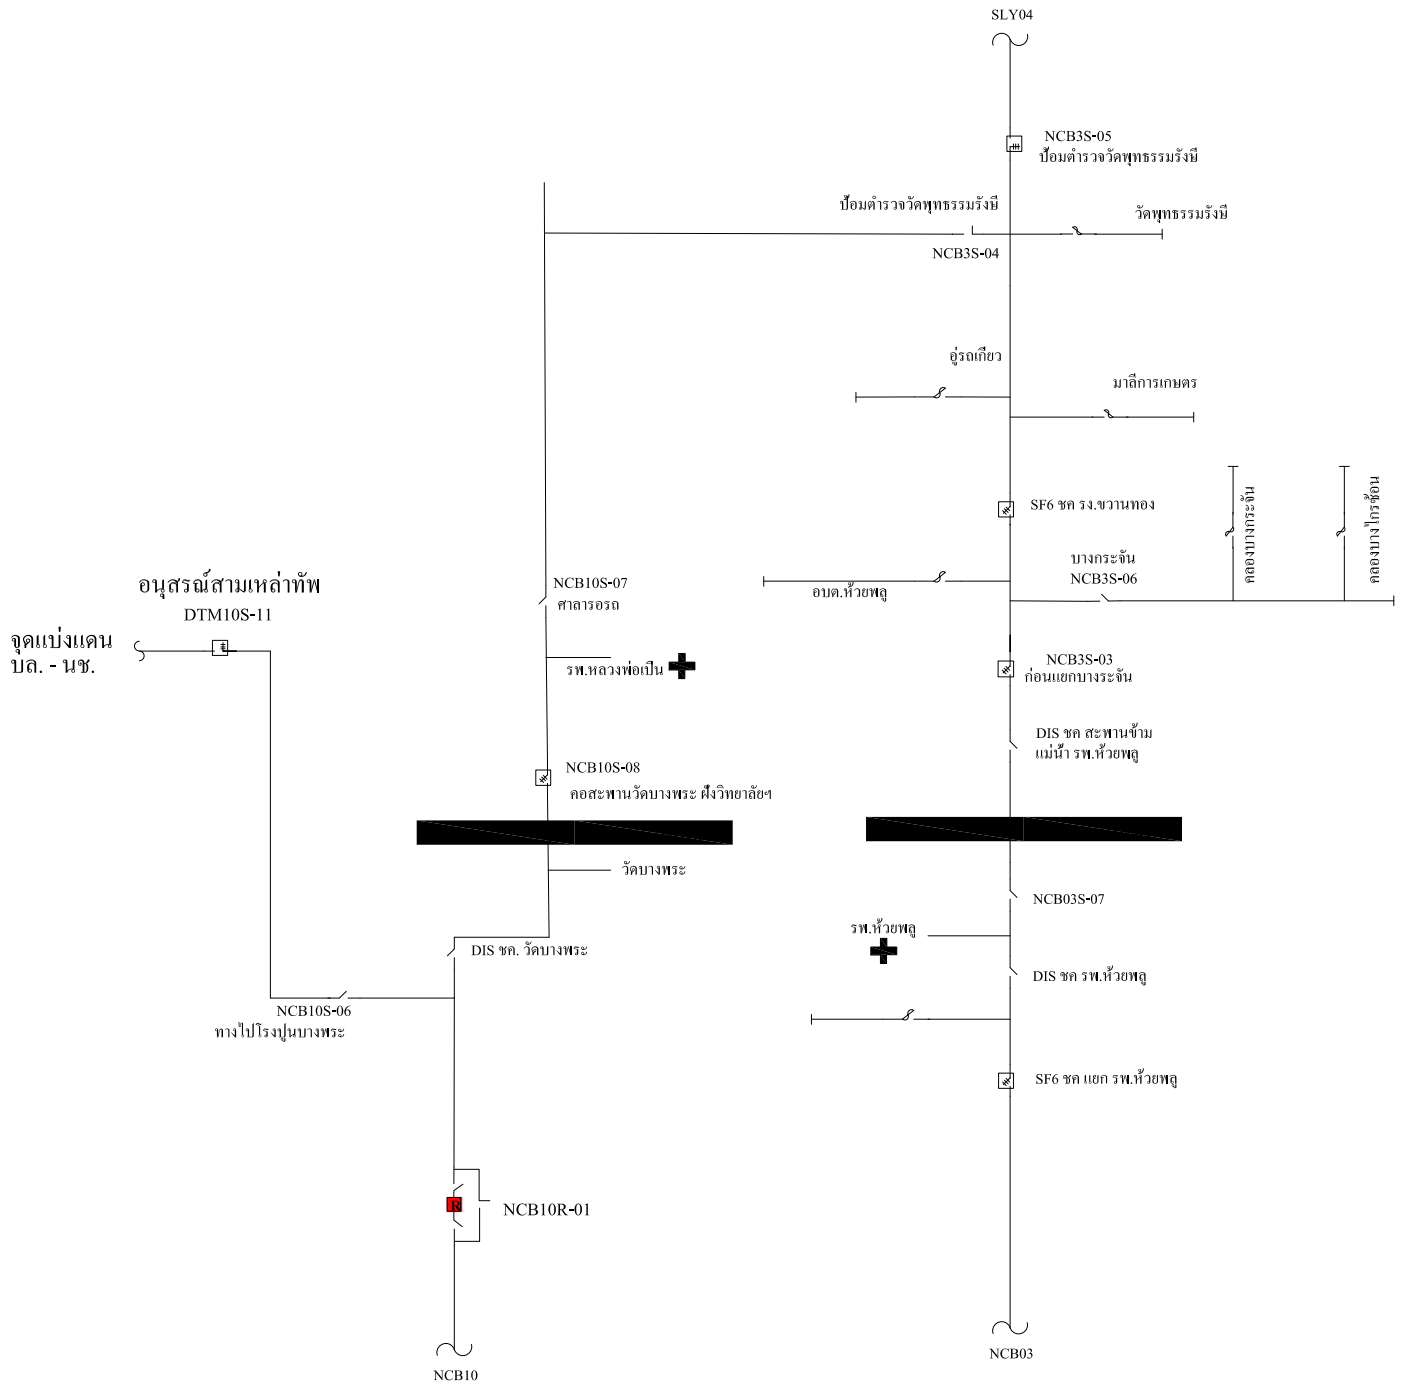 SLY04
NCB3S-05
ป้อมตำรวจวัดพุทธรรมรังษี
ป้อมตำรวจวัดพุทธรรมรังษี
วัดพุทธรรมรังษี
NCB3S-04
อู่รถเกียว
มาลีการเกษตร
SF6 ชค รง.ขวานทอง
คลองบางกระจัน
คลองบางไกรซ้อน
บางกระจัน
NCB3S-06
อบต.ห้วยพลู
NCB10S-07
ศาลารอรถ
อนุสรณ์สามเหล่าทัพ
DTM10S-11
จุดแบ่งแดน
บล. - นช.
รพ.หลวงพ่อเปิ่น
NCB3S-03
ก่อนแยกบางระจัน
DIS ชค สะพานข้าม
แม่น้ำ รพ.ห้วยพลู
NCB10S-08
คอสะพานวัดบางพระ ฝั่งวิทยาลัยฯ
วัดบางพระ
NCB03S-07
รพ.ห้วยพลู
DIS ชค. วัดบางพระ
DIS ชค รพ.ห้วยพลู
NCB10S-06
ทางไปโรงปูนบางพระ
SF6 ชค แยก รพ.ห้วยพลู
R
NCB10R-01
NCB03
NCB10